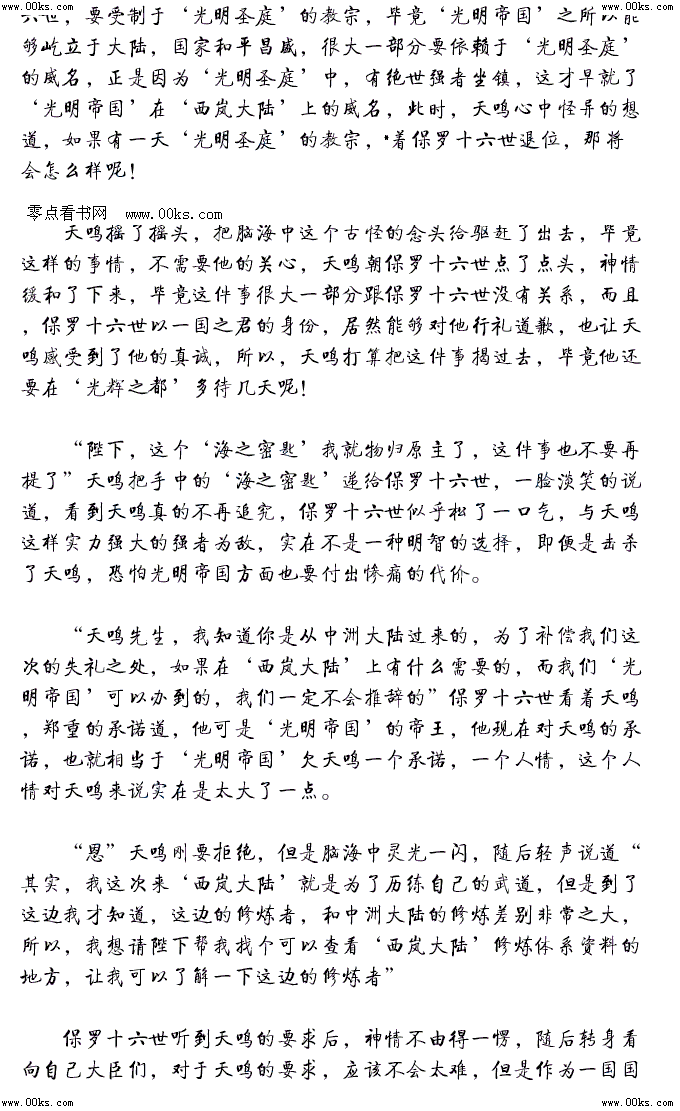 www.00ks.com www.00ks.com
六世，要受制于‘光明圣庭’的教宗，毕竟‘光明帝国’之所以能
够屹立于大陆，国家和平昌盛，很大一部分要依赖于‘光明圣庭’
的威名，正是因为‘光明圣庭’中，有绝世强者坐镇，这才早就了
‘光明帝国’在‘西岚大陆’上的威名，此时，天鸣心中怪异的想
道，如果有一天‘光明圣庭’的教宗，*着保罗十六世退位，那将
会怎么样呢！
零点看书网 www.00ks.com
天鸣摇了摇头，把脑海中这个古怪的念头给驱赶了出去，毕竟
这样的事情，不需要他的关心，天鸣朝保罗十六世点了点头，神情
缓和了下来，毕竟这件事很大一部分跟保罗十六世没有关系，而且
，保罗十六世以一国之君的身份，居然能够对他行礼道歉，也让天
鸣感受到了他的真诚，所以，天鸣打算把这件事揭过去，毕竟他还
要在‘光辉之都’多待几天呢！
“陛下，这个‘海之密匙’我就物归原主了，这件事也不要再
提了”天鸣把手中的‘海之密匙’递给保罗十六世，一脸淡笑的说
道，看到天鸣真的不再追究，保罗十六世似乎松了一口气，与天鸣
这样实力强大的强者为敌，实在不是一种明智的选择，即便是击杀
了天鸣，恐怕光明帝国方面也要付出惨痛的代价。
“天鸣先生，我知道你是从中洲大陆过来的，为了补偿我们这
次的失礼之处，如果在‘西岚大陆’上有什么需要的，而我们‘光
明帝国’可以办到的，我们一定不会推辞的”保罗十六世看着天鸣
，郑重的承诺道，他可是‘光明帝国’的帝王，他现在对天鸣的承
诺，也就相当于‘光明帝国’欠天鸣一个承诺，一个人情，这个人
情对天鸣来说实在是太大了一点。
“恩”天鸣刚要拒绝，但是脑海中灵光一闪，随后轻声说道“
其实，我这次来‘西岚大陆’就是为了历练自己的武道，但是到了
这边我才知道，这边的修炼者，和中洲大陆的修炼差别非常之大，
所以，我想请陛下帮我找个可以查看‘西岚大陆’修炼体系资料的
地方，让我可以了解一下这边的修炼者”
保罗十六世听到天鸣的要求后，神情不由得一愣，随后转身看
向自己大臣们，对于天鸣的要求，应该不会太难，但是作为一国国
www.00ks.com www.00ks.com